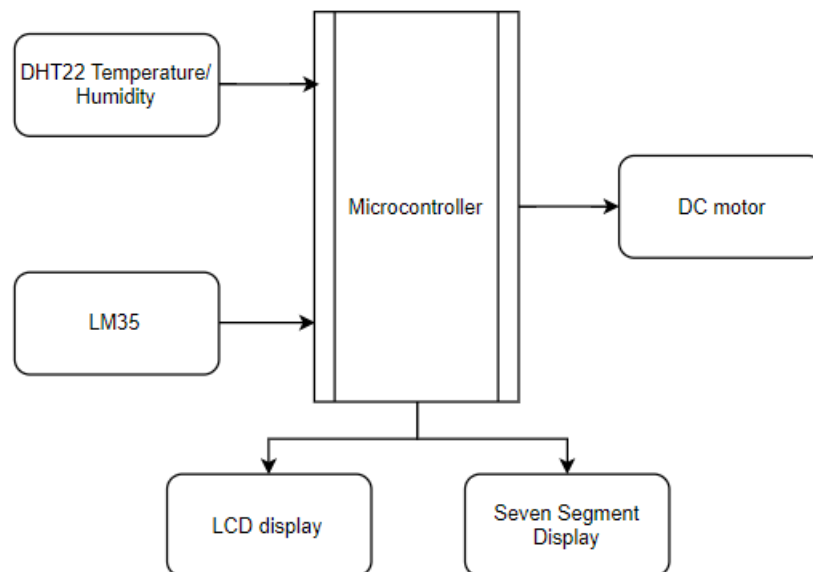 DHT22 Temperature/
Humidity
Microcontroller
DC motor
LM35
LCD display
Seven Segment
Display